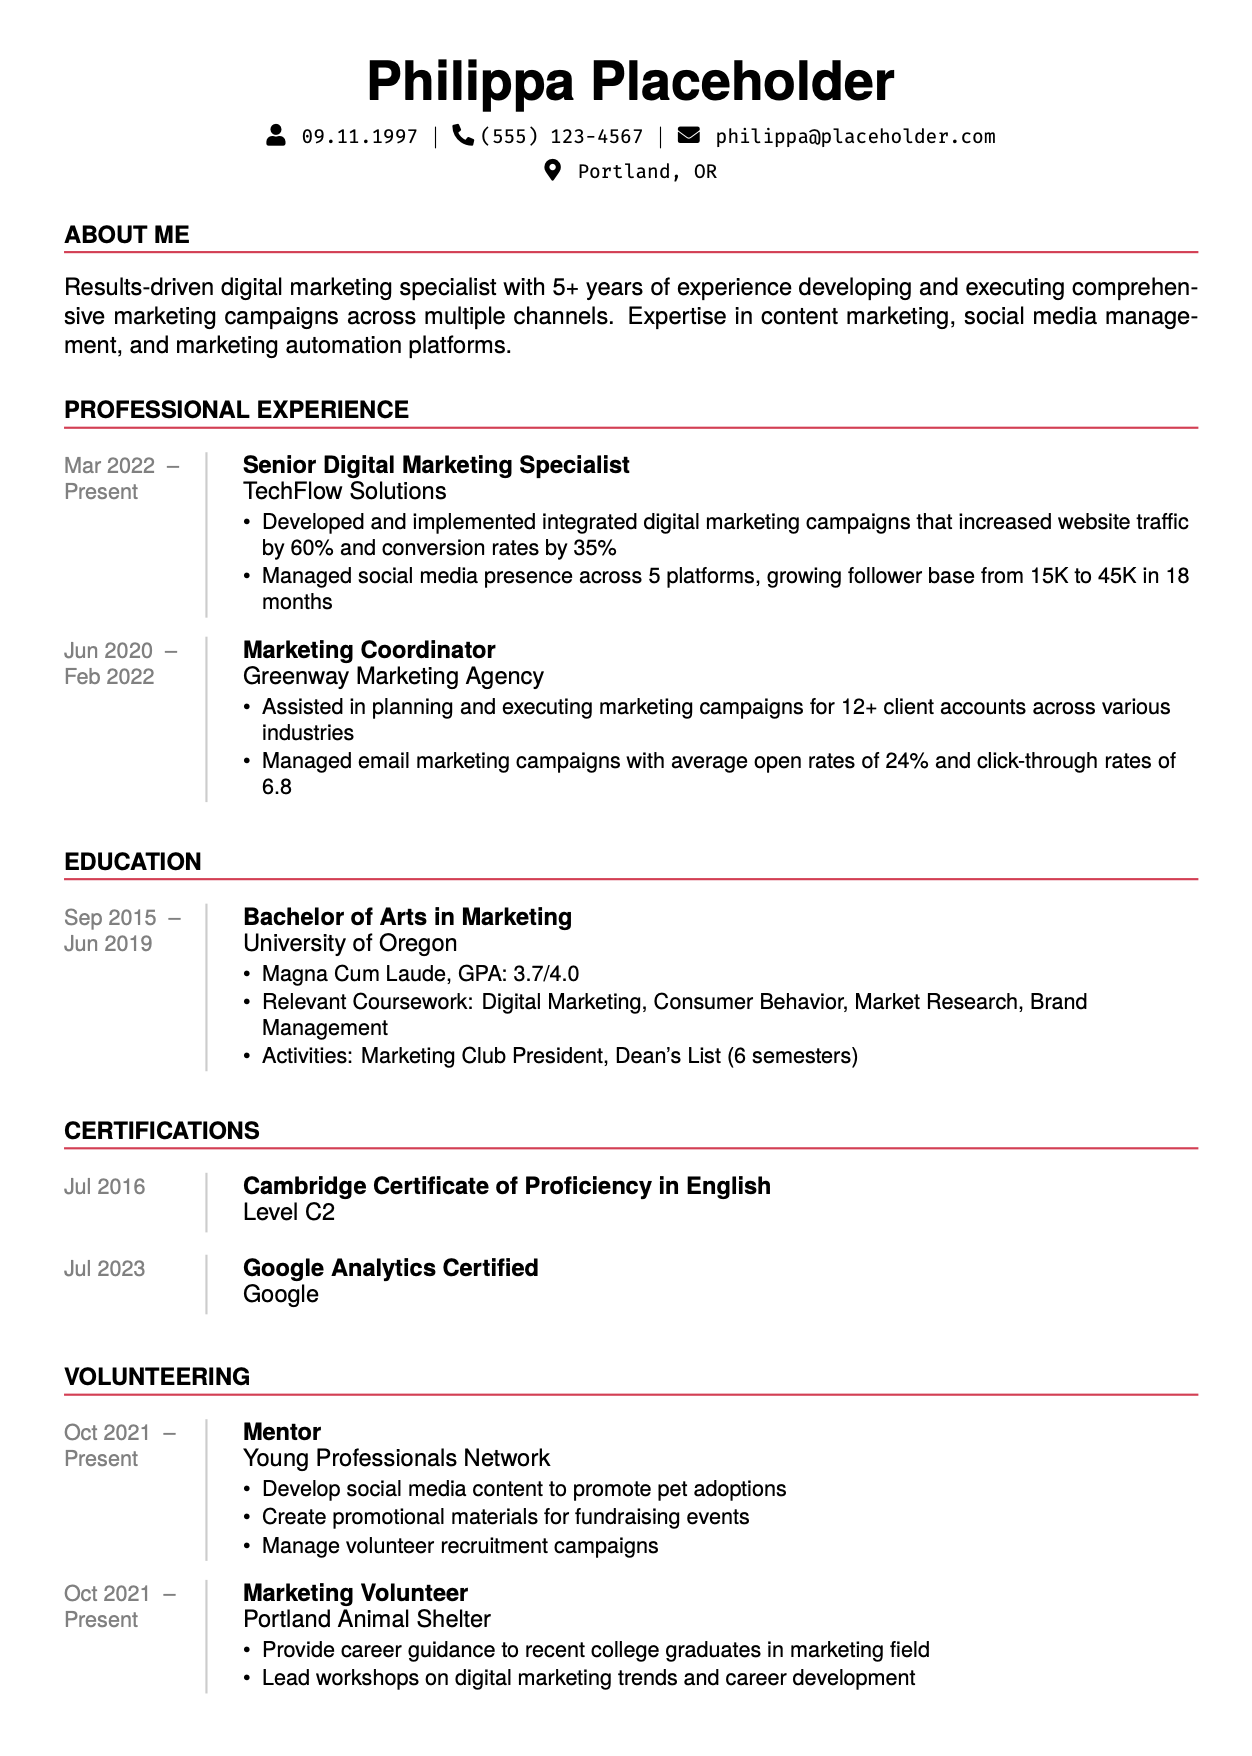 Philippa Placeholder
09.11.1997 | (555) 123-4567 | philippa@placeholder.com
Portland, OR
ABOUT ME
Results-driven digital marketing specialist with 5+ years of experience developing and executing comprehen-
sive marketing campaigns across multiple channels. Expertise in content marketing, social media manage-
ment, and marketing automation platforms.
PROFESSIONAL EXPERIENCE
Mar 2022 –
Present
Senior Digital Marketing Specialist
TechFlow Solutions
• Developed and implemented integrated digital marketing campaigns that increased website traffic
by 60% and conversion rates by 35%
• Managed social media presence across 5 platforms, growing follower base from 15K to 45K in 18
months
Jun 2020 –
Feb 2022
Marketing Coordinator
Greenway Marketing Agency
• Assisted in planning and executing marketing campaigns for 12+ client accounts across various
industries
• Managed email marketing campaigns with average open rates of 24% and click-through rates of
6.8
EDUCATION
Sep 2015 –
Jun 2019
Bachelor of Arts in Marketing
University of Oregon
• Magna Cum Laude, GPA: 3.7/4.0
• Relevant Coursework: Digital Marketing, Consumer Behavior, Market Research, Brand
Management
• Activities: Marketing Club President, Dean's List (6 semesters)
CERTIFICATIONS
Jul 2016
Cambridge Certificate of Proficiency in English
Level C2
Jul 2023
Google Analytics Certified
Google
VOLUNTEERING
Oct 2021 –
Present
Mentor
Young Professionals Network
• Develop social media content to promote pet adoptions
• Create promotional materials for fundraising events
• Manage volunteer recruitment campaigns
Oct 2021 –
Present
Marketing Volunteer
Portland Animal Shelter
• Provide career guidance to recent college graduates in marketing field
• Lead workshops on digital marketing trends and career development